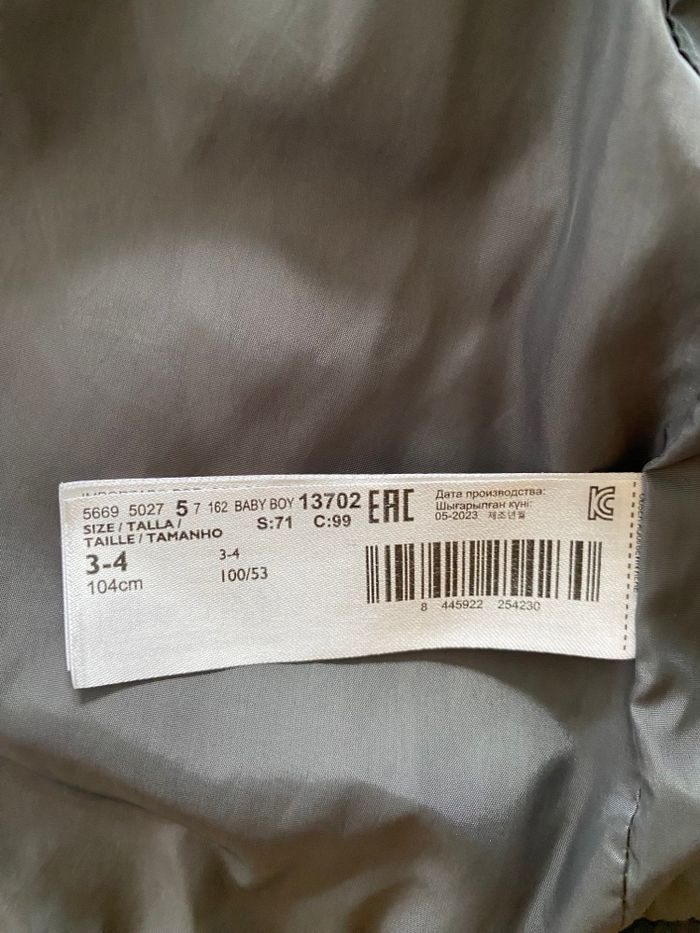 5669 5027 5 7 162 BABY BOY 13702
SIZE / TALLA /
TAILLE / TAMANHO
S:71 C:99
3-4
104cm
3-4
100/53
EAC
Дата производства:
Шығарылған күні:
05-2023 제조년월
KC
8 445922 254230